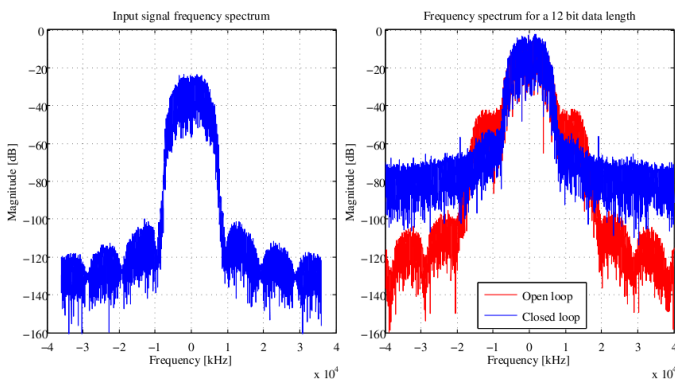 Input signal frequency spectrum
Magnitude [dB]
0
−20
−40
−60
−80
−100
−120
−140
−160
−4 −3 −2 −1 0 1 2 3 4
Frequency [kHz]
x 10^4
Frequency spectrum for a 12 bit data length
Magnitude [dB]
0
−20
−40
−60
−80
−100
−120
−140
−160
Open loop
Closed loop
−4 −3 −2 −1 0 1 2 3 4
Frequency [kHz]
x 10^4